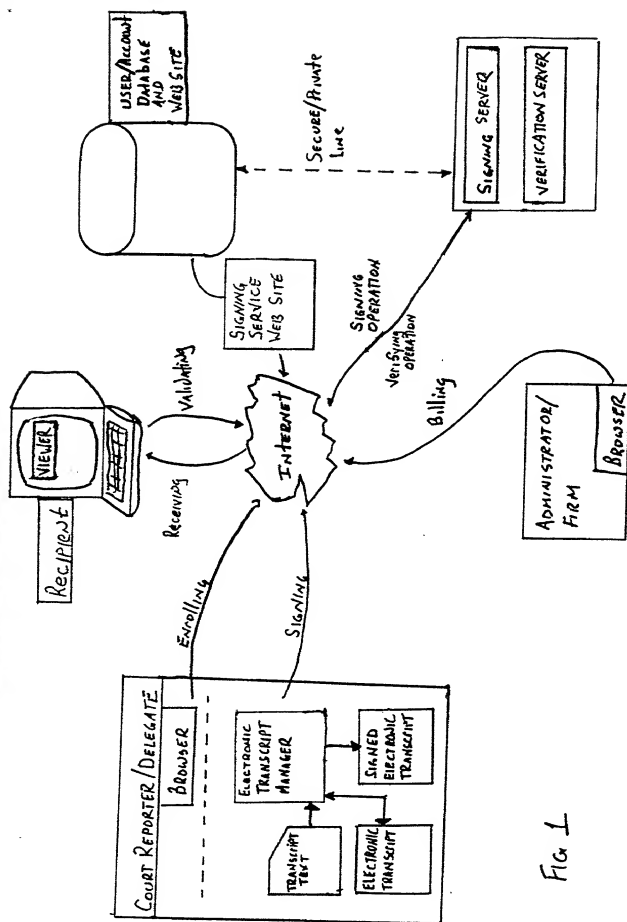 COURT REPORTER/DELEGATE
BROWSER
ELECTRONIC
TRANSCRIPT
MANAGER
TRANSCRIPT
TEXT
SIGNED
ELECTRONIC
TRANSCRIPT
ELECTRONIC
TRANSCRIPT
ENROLLING
SIGNING
RECIPIENT
VIEWER
Receiving
Validating
INTERNET
SIGNING
SERVICE
WEB SITE
USER/ACCOUNT
DATABASE
AND
WEB SITE
Secure/Private
Line
SIGNING
OPERATION
Verifying
OPERATION
SIGNING SERVER
VERIFICATION SERVER
Billing
ADMINISTRATOR/
FIRM
BROWSER
FIG 1